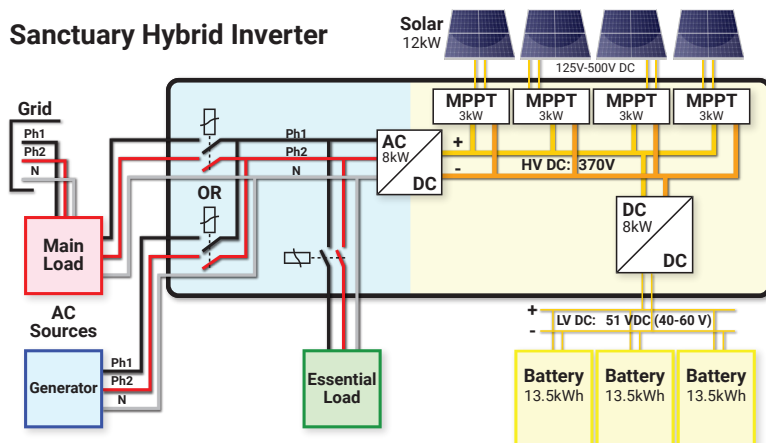 Sanctuary Hybrid Inverter
Solar
12kW
125V-500V DC
MPPT
3kW
MPPT
3kW
MPPT
3kW
MPPT
3kW
Grid
Ph1
Ph2
N
Ph1
Ph2
N
AC
8kW
DC
+
-
HV DC: 370V
OR
DC
8kW
DC
Main
Load
AC
Sources
Generator
Ph1
Ph2
N
Essential
Load
+
-
LV DC: 51 VDC (40-60 V)
Battery
13.5kWh
Battery
13.5kWh
Battery
13.5kWh